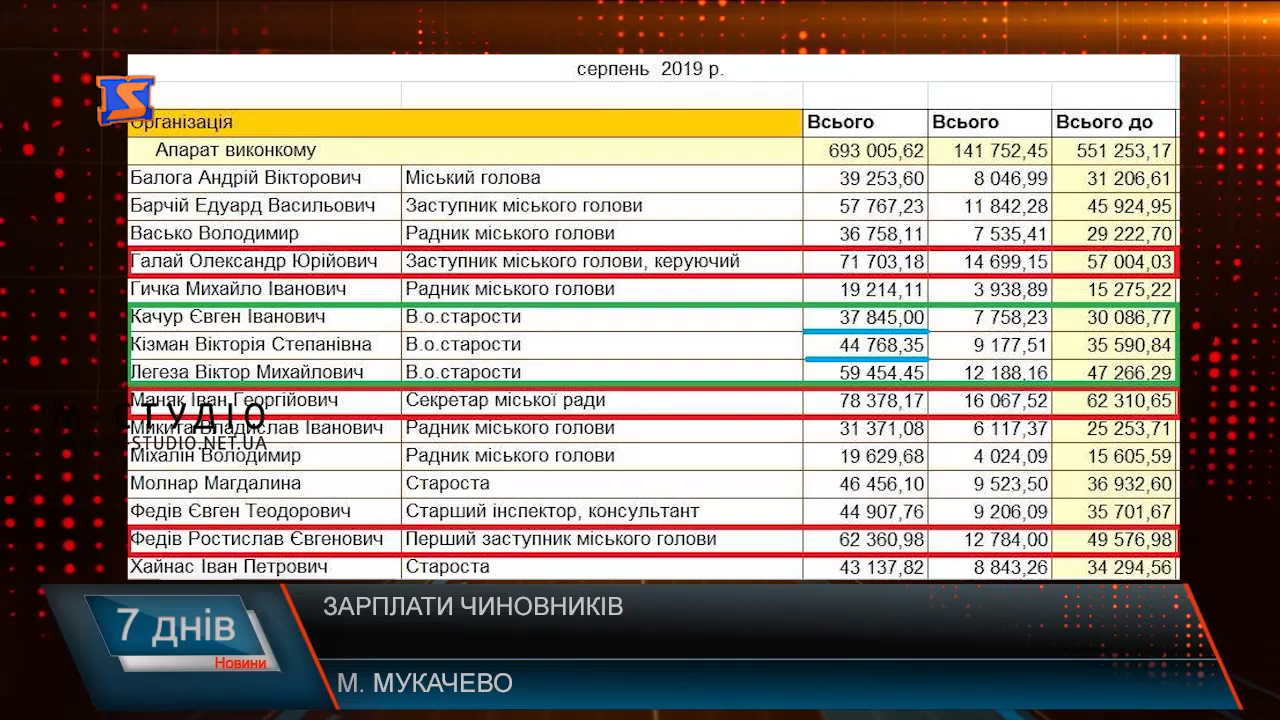 серпень 2019 р.
Організація Всього Всього Всього до
Апарат виконкому 693 005,62 141 752,45 551 253,17
Балога Андрій Вікторович Міський голова 39 253,60 8 046,99 31 206,61
Барчій Едуард Васильович Заступник міського голови 57 767,23 11 842,28 45 924,95
Васько Володимир Радник міського голови 36 758,11 7 535,41 29 222,70
Галай Олександр Юрійович Заступник міського голови, керуючий 71 703,18 14 699,15 57 004,03
Гичка Михайло Іванович Радник міського голови 19 214,11 3 938,89 15 275,22
Качур Євген Іванович В.о.старости 37 845,00 7 758,23 30 086,77
Кізман Вікторія Степанівна В.о.старости 44 768,35 9 177,51 35 590,84
Легеза Віктор Михайлович В.о.старости 59 454,45 12 188,16 47 266,29
Маняк Іван Георгійович Секретар міської ради 78 378,17 16 067,52 62 310,65
М-СТУДІО
Микита Владислав Іванович Радник міського голови 31 371,08 6 117,37 25 253,71
-STUDIO.NET.UA
Міхалін Володимир Радник міського голови 19 629,68 4 024,09 15 605,59
Молнар Магдалина Староста 46 456,10 9 523,50 36 932,60
Федів Євген Теодорович Старший інспектор, консультант 44 907,76 9 206,09 35 701,67
Федів Ростислав Євгенович Перший заступник міського голови 62 360,98 12 784,00 49 576,98
Хайнас Іван Петрович Староста 43 137,82 8 843,26 34 294,56
7 днів
Новини
ЗАРПЛАТИ ЧИНОВНИКІВ
М. МУКАЧЕВО